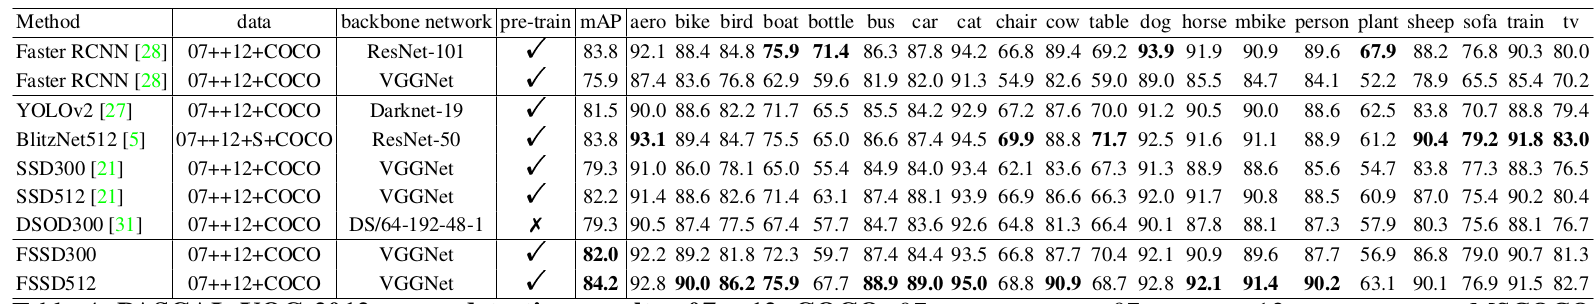 Method data backbone network pre-train mAP aero bike bird boat bottle bus car cat chair cow table dog horse mbike person plant sheep sofa train tv
Faster RCNN [28] 07++12+COCO ResNet-101 ✓ 83.8 92.1 88.4 84.8 75.9 71.4 86.3 87.8 94.2 66.8 89.4 69.2 93.9 91.9 90.9 89.6 67.9 88.2 76.8 90.3 80.0
Faster RCNN [28] 07++12+COCO VGGNet ✓ 75.9 87.4 83.6 76.8 62.9 59.6 81.9 82.0 91.3 54.9 82.6 59.0 89.0 85.5 84.7 84.1 52.2 78.9 65.5 85.4 70.2
YOLOv2 [27] 07++12+COCO Darknet-19 ✓ 81.5 90.0 88.6 82.2 71.7 65.5 85.5 84.2 92.9 67.2 87.6 70.0 91.2 90.5 90.0 88.6 62.5 83.8 70.7 88.8 79.4
BlitzNet512 [5] 07++12+S+COCO ResNet-50 ✓ 83.8 93.1 89.4 84.7 75.5 65.0 86.6 87.4 94.5 69.9 88.8 71.7 92.5 91.6 91.1 88.9 61.2 90.4 79.2 91.8 83.0
SSD300 [21] 07++12+COCO VGGNet ✓ 79.3 91.0 86.0 78.1 65.0 55.4 84.9 84.0 93.4 62.1 83.6 67.3 91.3 88.9 88.6 85.6 54.7 83.8 77.3 88.3 76.5
SSD512 [21] 07++12+COCO VGGNet ✓ 82.2 91.4 88.6 82.6 71.4 63.1 87.4 88.1 93.9 66.9 86.6 66.3 92.0 91.7 90.8 88.5 60.9 87.0 75.4 90.2 80.4
DSOD300 [31] 07++12+COCO DS/64-192-48-1 ✗ 79.3 90.5 87.4 77.5 67.4 57.7 84.7 83.6 92.6 64.8 81.3 66.4 90.1 87.8 88.1 87.3 57.9 80.3 75.6 88.1 76.7
FSSD300 07++12+COCO VGGNet ✓ 82.0 92.2 89.2 81.8 72.3 59.7 87.4 84.4 93.5 66.8 87.7 70.4 92.1 90.9 89.6 87.7 56.9 86.8 79.0 90.7 81.3
FSSD512 07++12+COCO VGGNet ✓ 84.2 92.8 90.0 86.2 75.9 67.7 88.9 89.0 95.0 68.8 90.9 68.7 92.8 92.1 91.4 90.2 63.1 90.1 76.9 91.5 82.7